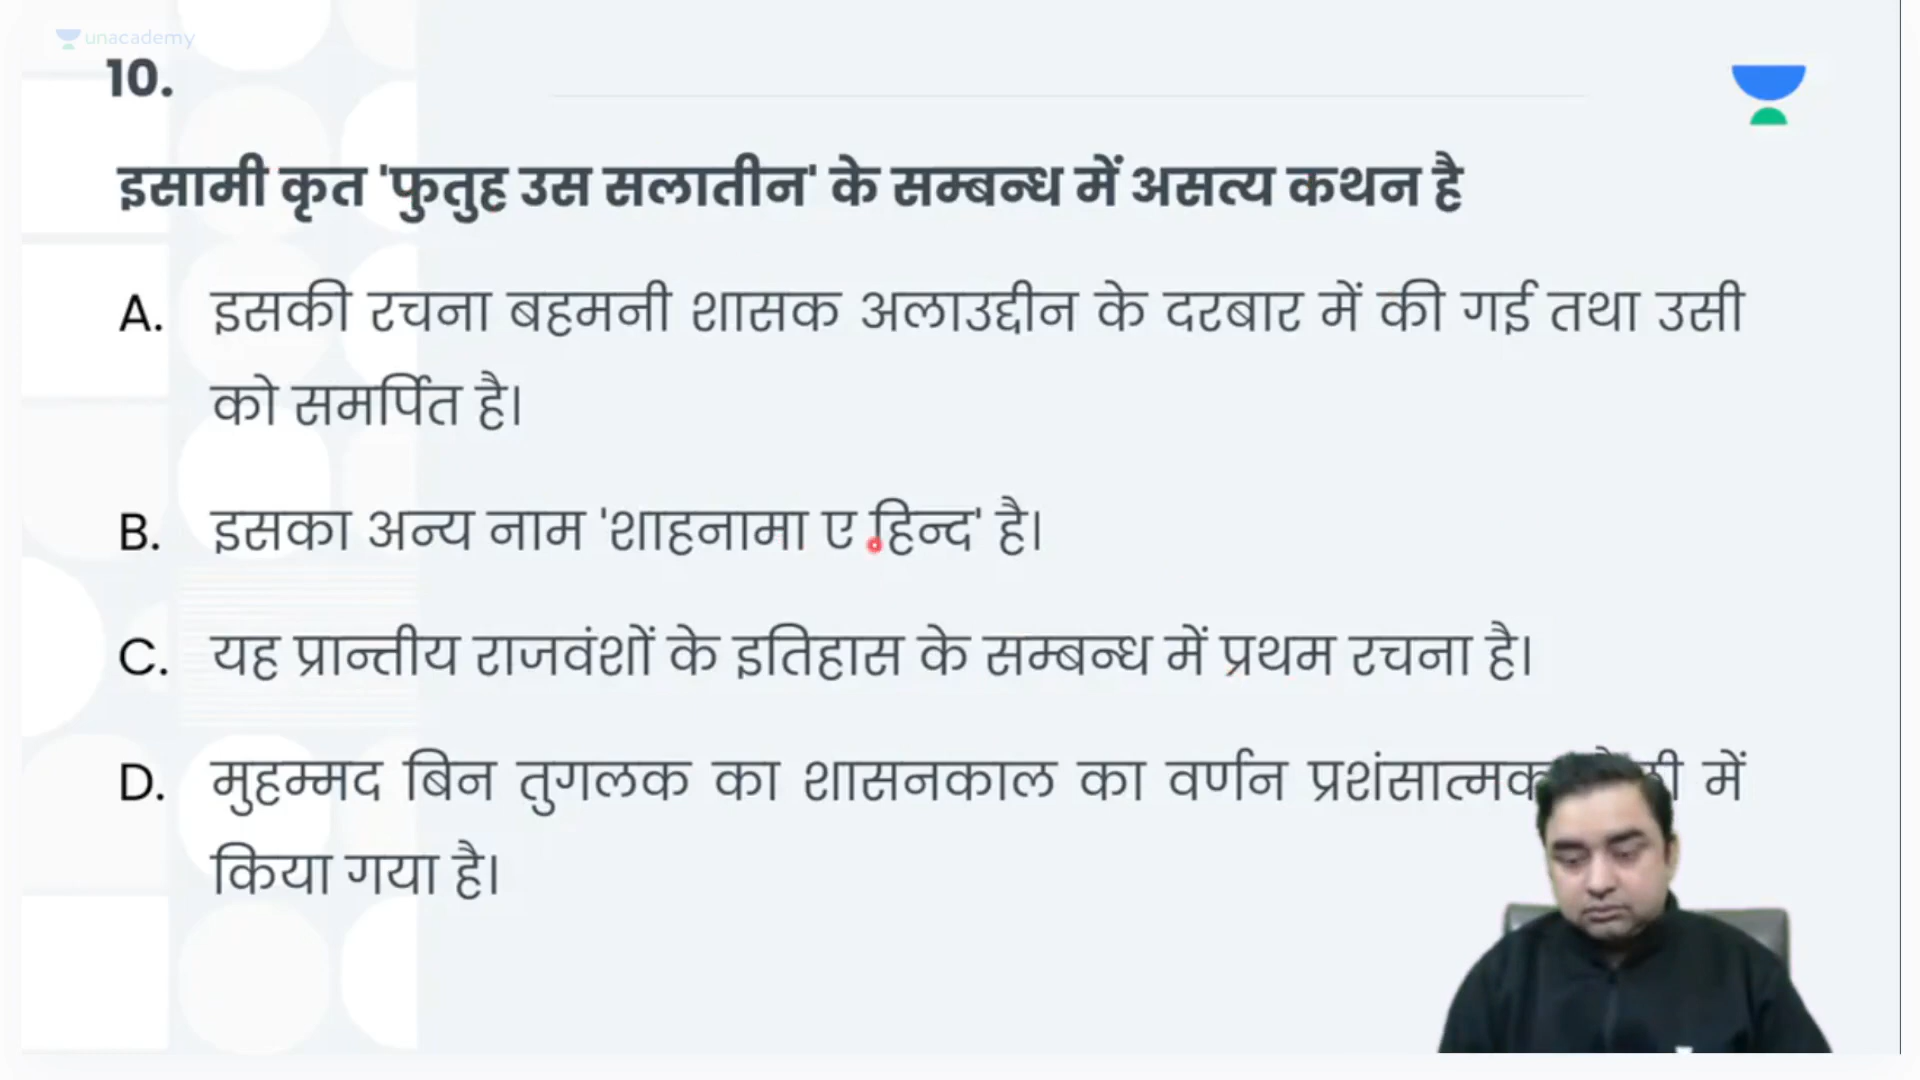 unacademy
10.
इसामी कृत 'फुतुह उस सलातीन' के सम्बन्ध में असत्य कथन है
A. इसकी रचना बहमनी शासक अलाउद्दीन के दरबार में की गई तथा उसी
को समर्पित है।
B. इसका अन्य नाम 'शाहनामा ए हिन्द' है।
C. यह प्रान्तीय राजवंशों के इतिहास के सम्बन्ध में प्रथम रचना है।
D. मुहम्मद बिन तुगलक का शासनकाल का वर्णन प्रशंसात्मक में
किया गया है।